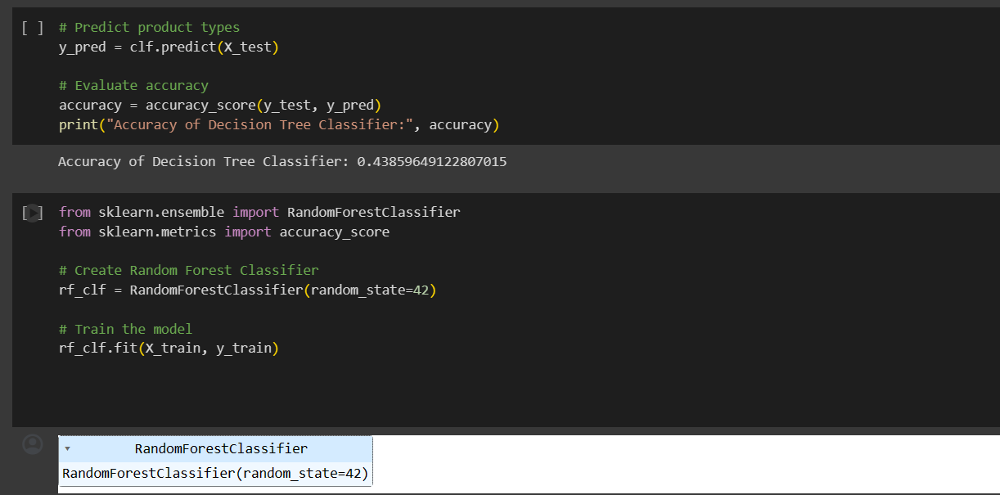 [ ] # Predict product types
y_pred = clf.predict(X_test)
# Evaluate accuracy
accuracy = accuracy_score(y_test, y_pred)
print("Accuracy of Decision Tree Classifier:", accuracy)
Accuracy of Decision Tree Classifier: 0.43859649122807015
[ ] from sklearn.ensemble import RandomForestClassifier
from sklearn.metrics import accuracy_score
# Create Random Forest Classifier
rf_clf = RandomForestClassifier(random_state=42)
# Train the model
rf_clf.fit(X_train, y_train)
RandomForestClassifier
RandomForestClassifier(random_state=42)